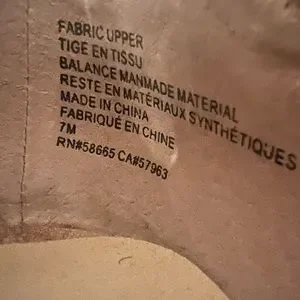 FABRIC UPPER
TIGE EN TISSU
BALANCE MANMADE MATERIAL
RESTE EN MATÉRIAUX SYNTHÉTIQUES
MADE IN CHINA
FABRIQUÉ EN CHINE
7M
RN#58665 CA#57963